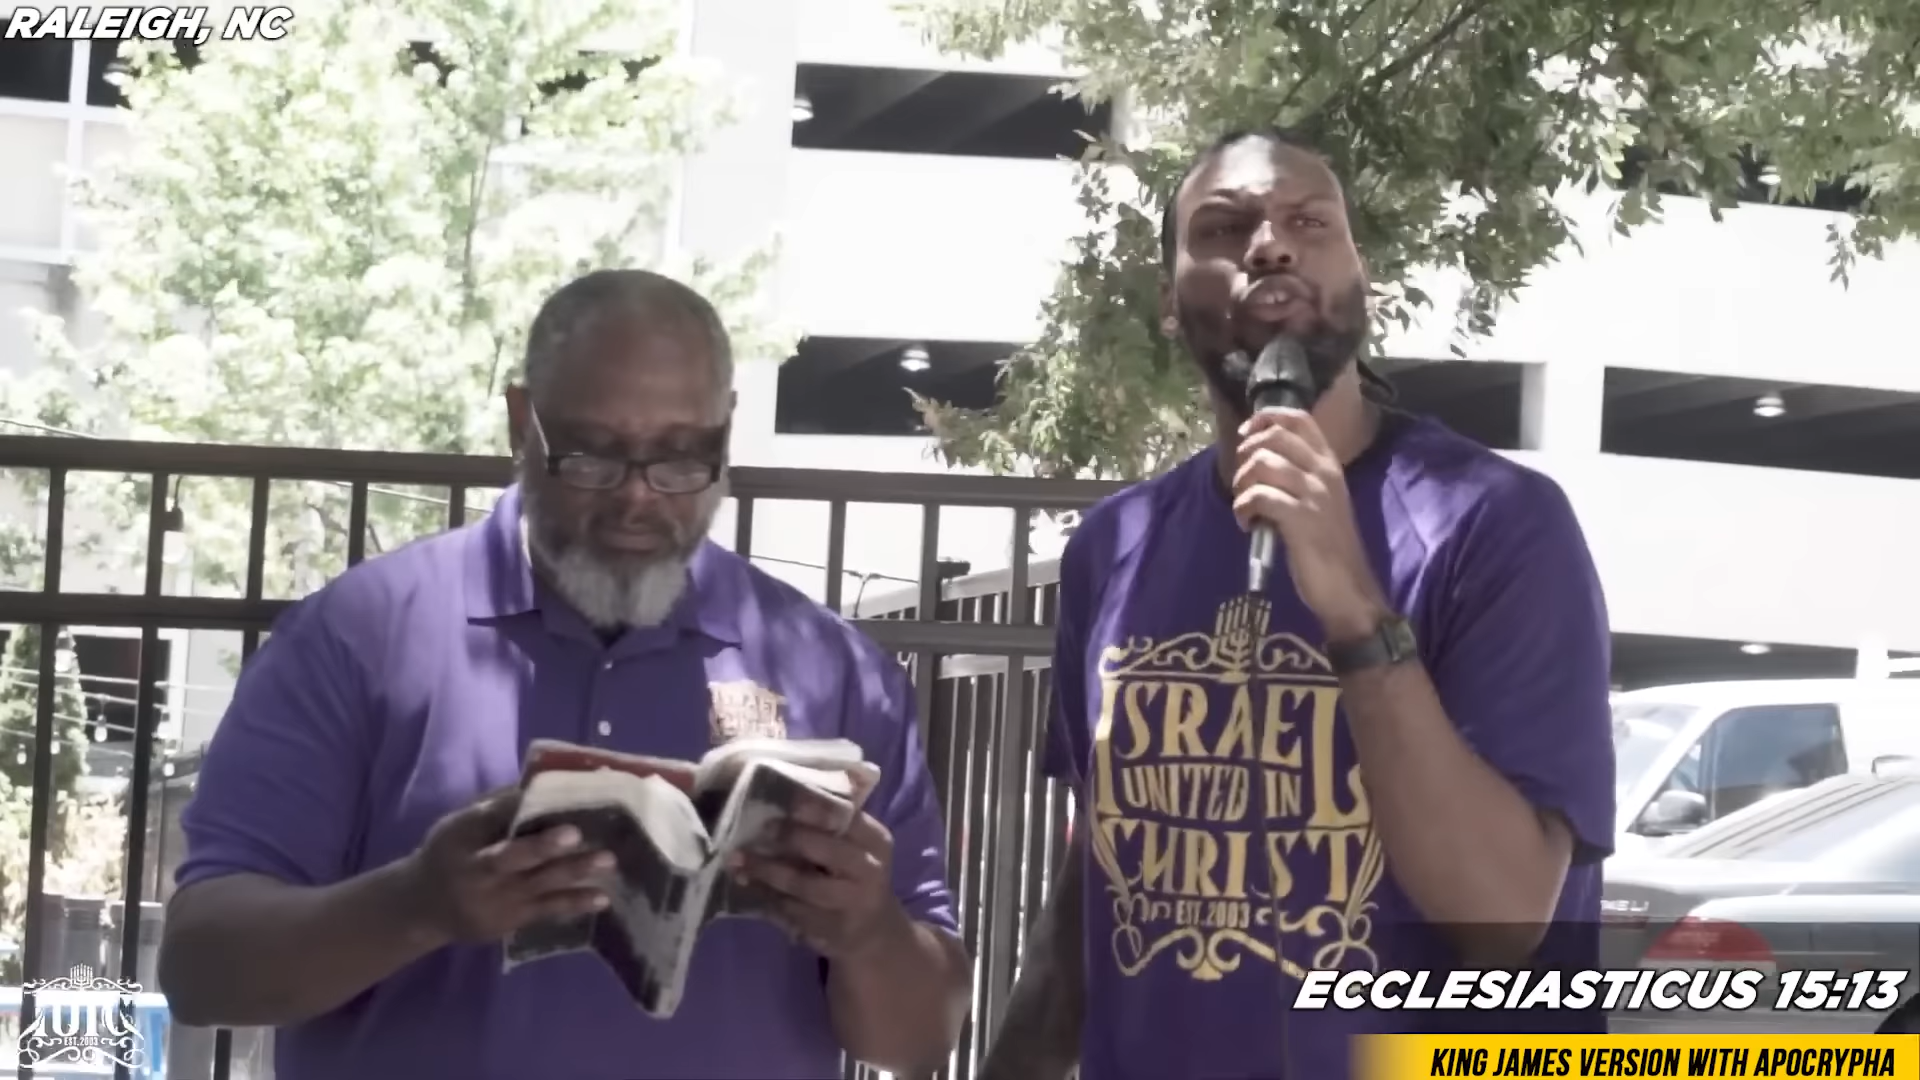 RALEIGH, NC
ISRAEL
UNITED IN
CHRIST
EST.2003
IUIC
EST.2003
ECCLESIASTICUS 15:13
KING JAMES VERSION WITH APOCRYPHA